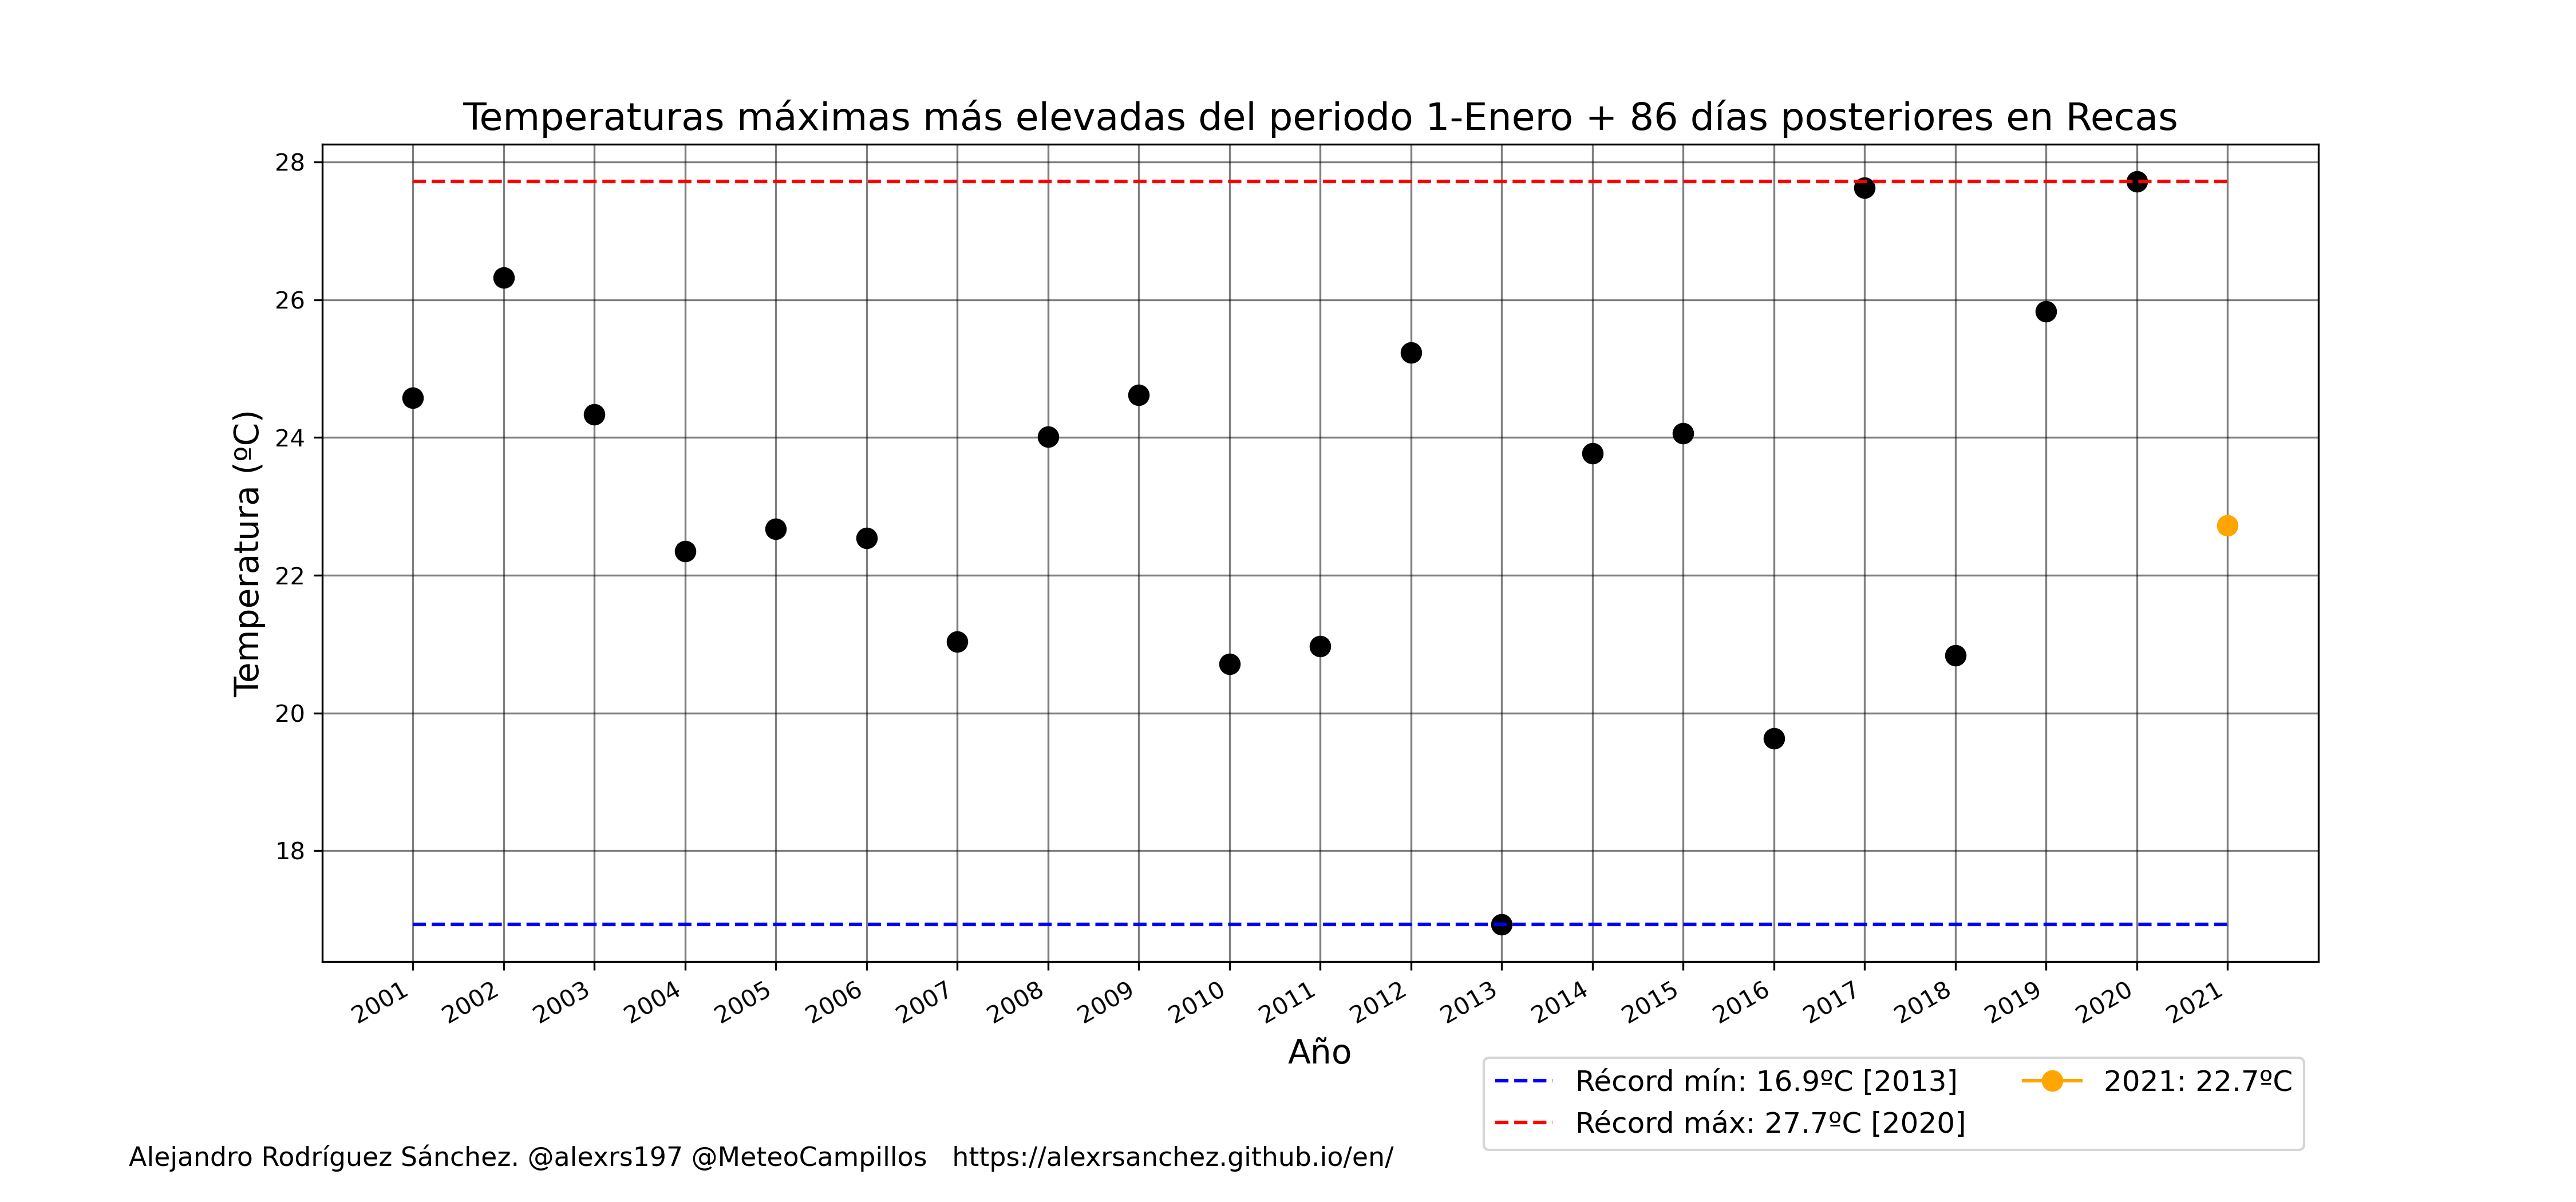 Temperaturas máximas más elevadas del periodo 1-Enero + 86 días posteriores en Recas
Temperatura (ºC)
28
26
24
22
20
18
2001 2002 2003 2004 2005 2006 2007 2008 2009 2010 2011 2012 2013 2014 2015 2016 2017 2018 2019 2020 2021
Año
Récord mín: 16.9ºC [2013]
Récord máx: 27.7ºC [2020]
2021: 22.7ºC
Alejandro Rodríguez Sánchez. @alexrs197 @MeteoCampillos https://alexrsanchez.github.io/en/